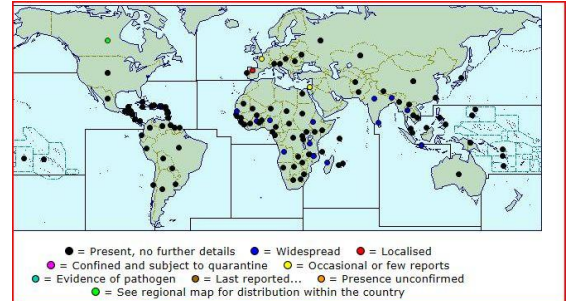 = Present, no further details = Widespread = Localised
= Confined and subject to quarantine = Occasional or few reports
= Evidence of pathogen = Last reported... = Presence unconfirmed
= See regional map for distribution within the country